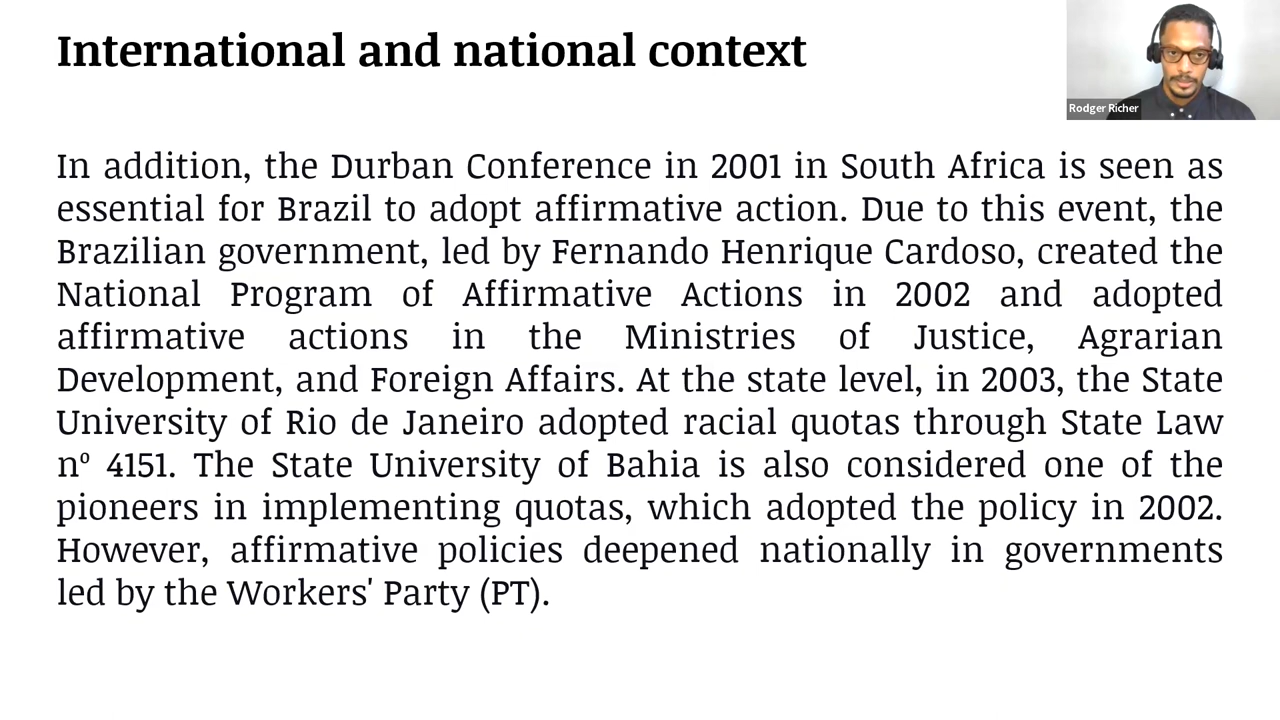 International and national context
Rodger Richer
In addition, the Durban Conference in 2001 in South Africa is seen as
essential for Brazil to adopt affirmative action. Due to this event, the
Brazilian government, led by Fernando Henrique Cardoso, created the
National Program of Affirmative Actions in 2002 and adopted
affirmative actions in the Ministries of Justice, Agrarian
Development, and Foreign Affairs. At the state level, in 2003, the State
University of Rio de Janeiro adopted racial quotas through State Law
nº 4151. The State University of Bahia is also considered one of the
pioneers in implementing quotas, which adopted the policy in 2002.
However, affirmative policies deepened nationally in governments
led by the Workers' Party (PT).